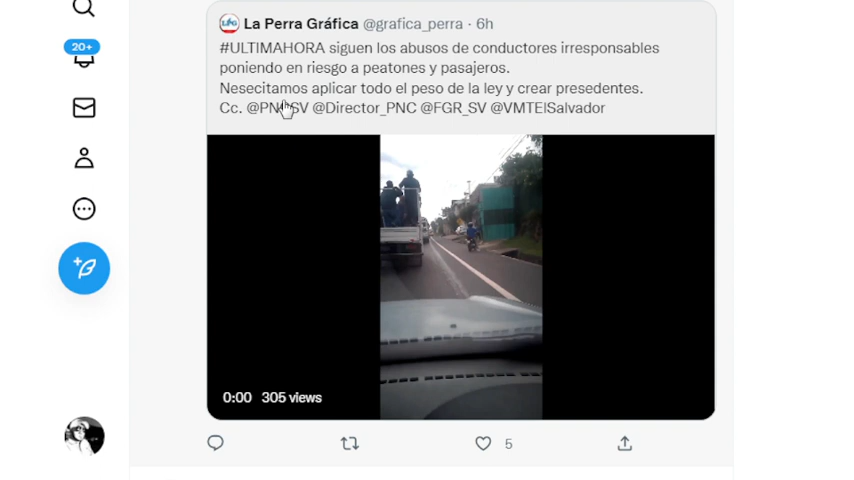 20+
La Perra Gráfica @grafica_perra · 6h
#ULTIMAHORA siguen los abusos de conductores irresponsables
poniendo en riesgo a peatones y pasajeros.
Nesecitamos aplicar todo el peso de la ley y crear presedentes.
Cc. @PNC_SV @Director_PNC @FGR_SV @VMTElSalvador
0:00 305 views
5